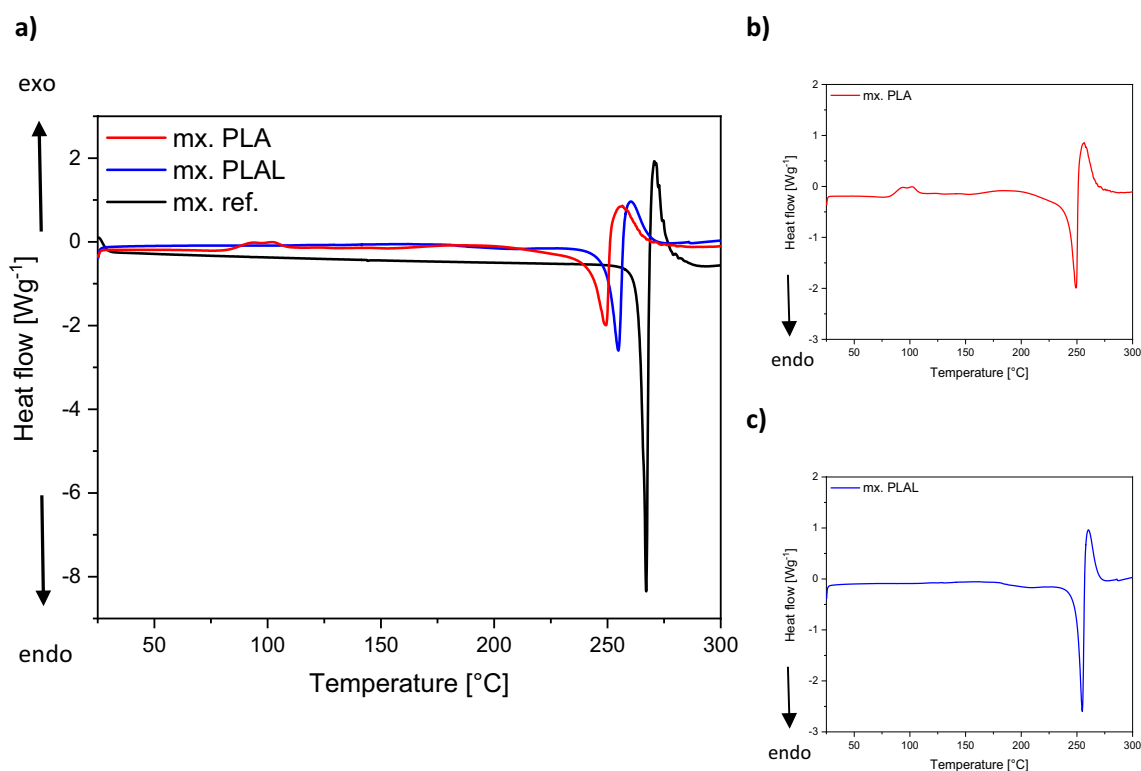 a)
exo
mx. PLA
mx. PLAL
mx. ref.
2
0
-2
-4
-6
-8
Heat flow [Wg⁻¹]
50 100 150 200 250 300
Temperature [°C]
endo
b)
mx. PLA
2
1
0
-1
-2
-3
Heat flow [Wg⁻¹]
50 100 150 200 250 300
Temperature [°C]
endo
c)
mx. PLAL
2
1
0
-1
-2
-3
Heat flow [Wg⁻¹]
50 100 150 200 250 300
Temperature [°C]
endo